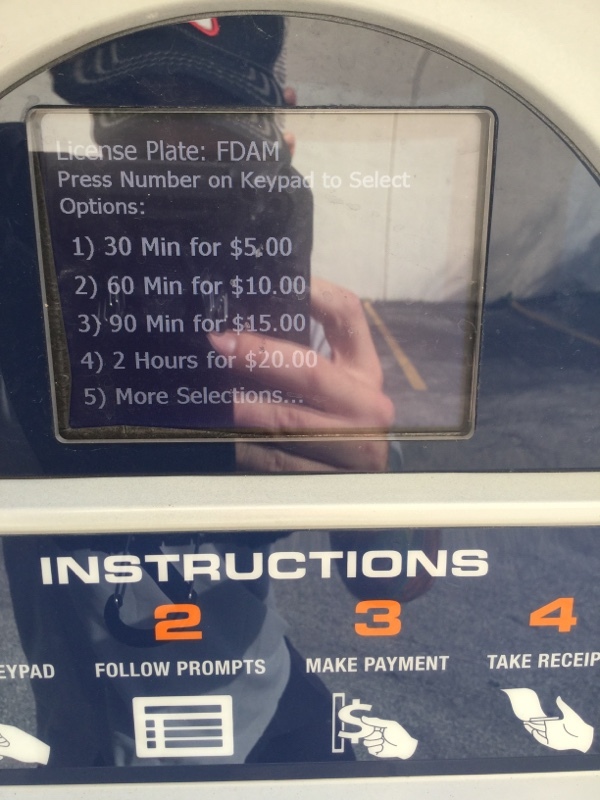 License Plate: FDAM
Press Number on Keypad to Select
Options:
1) 30 Min for $5.00
2) 60 Min for $10.00
3) 90 Min for $15.00
4) 2 Hours for $20.00
5) More Selections...
INSTRUCTIONS
2 3 4
EYPAD FOLLOW PROMPTS MAKE PAYMENT TAKE RECEIP
$